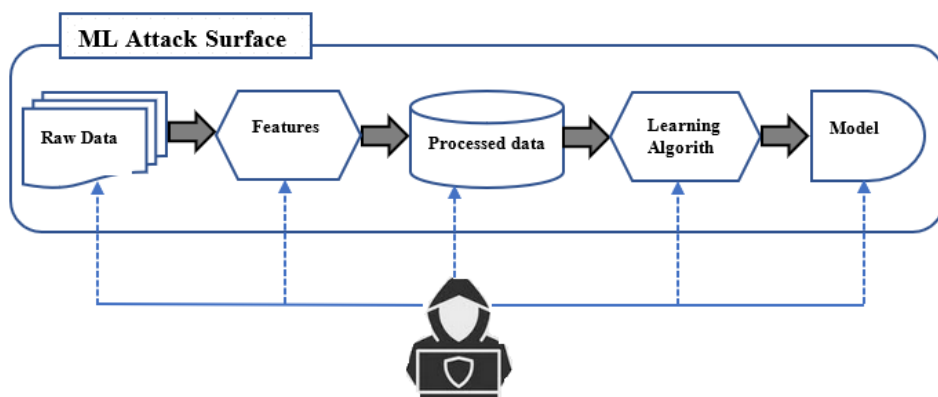 ML Attack Surface
Raw Data
Features
Processed data
Learning
Algorith
Model